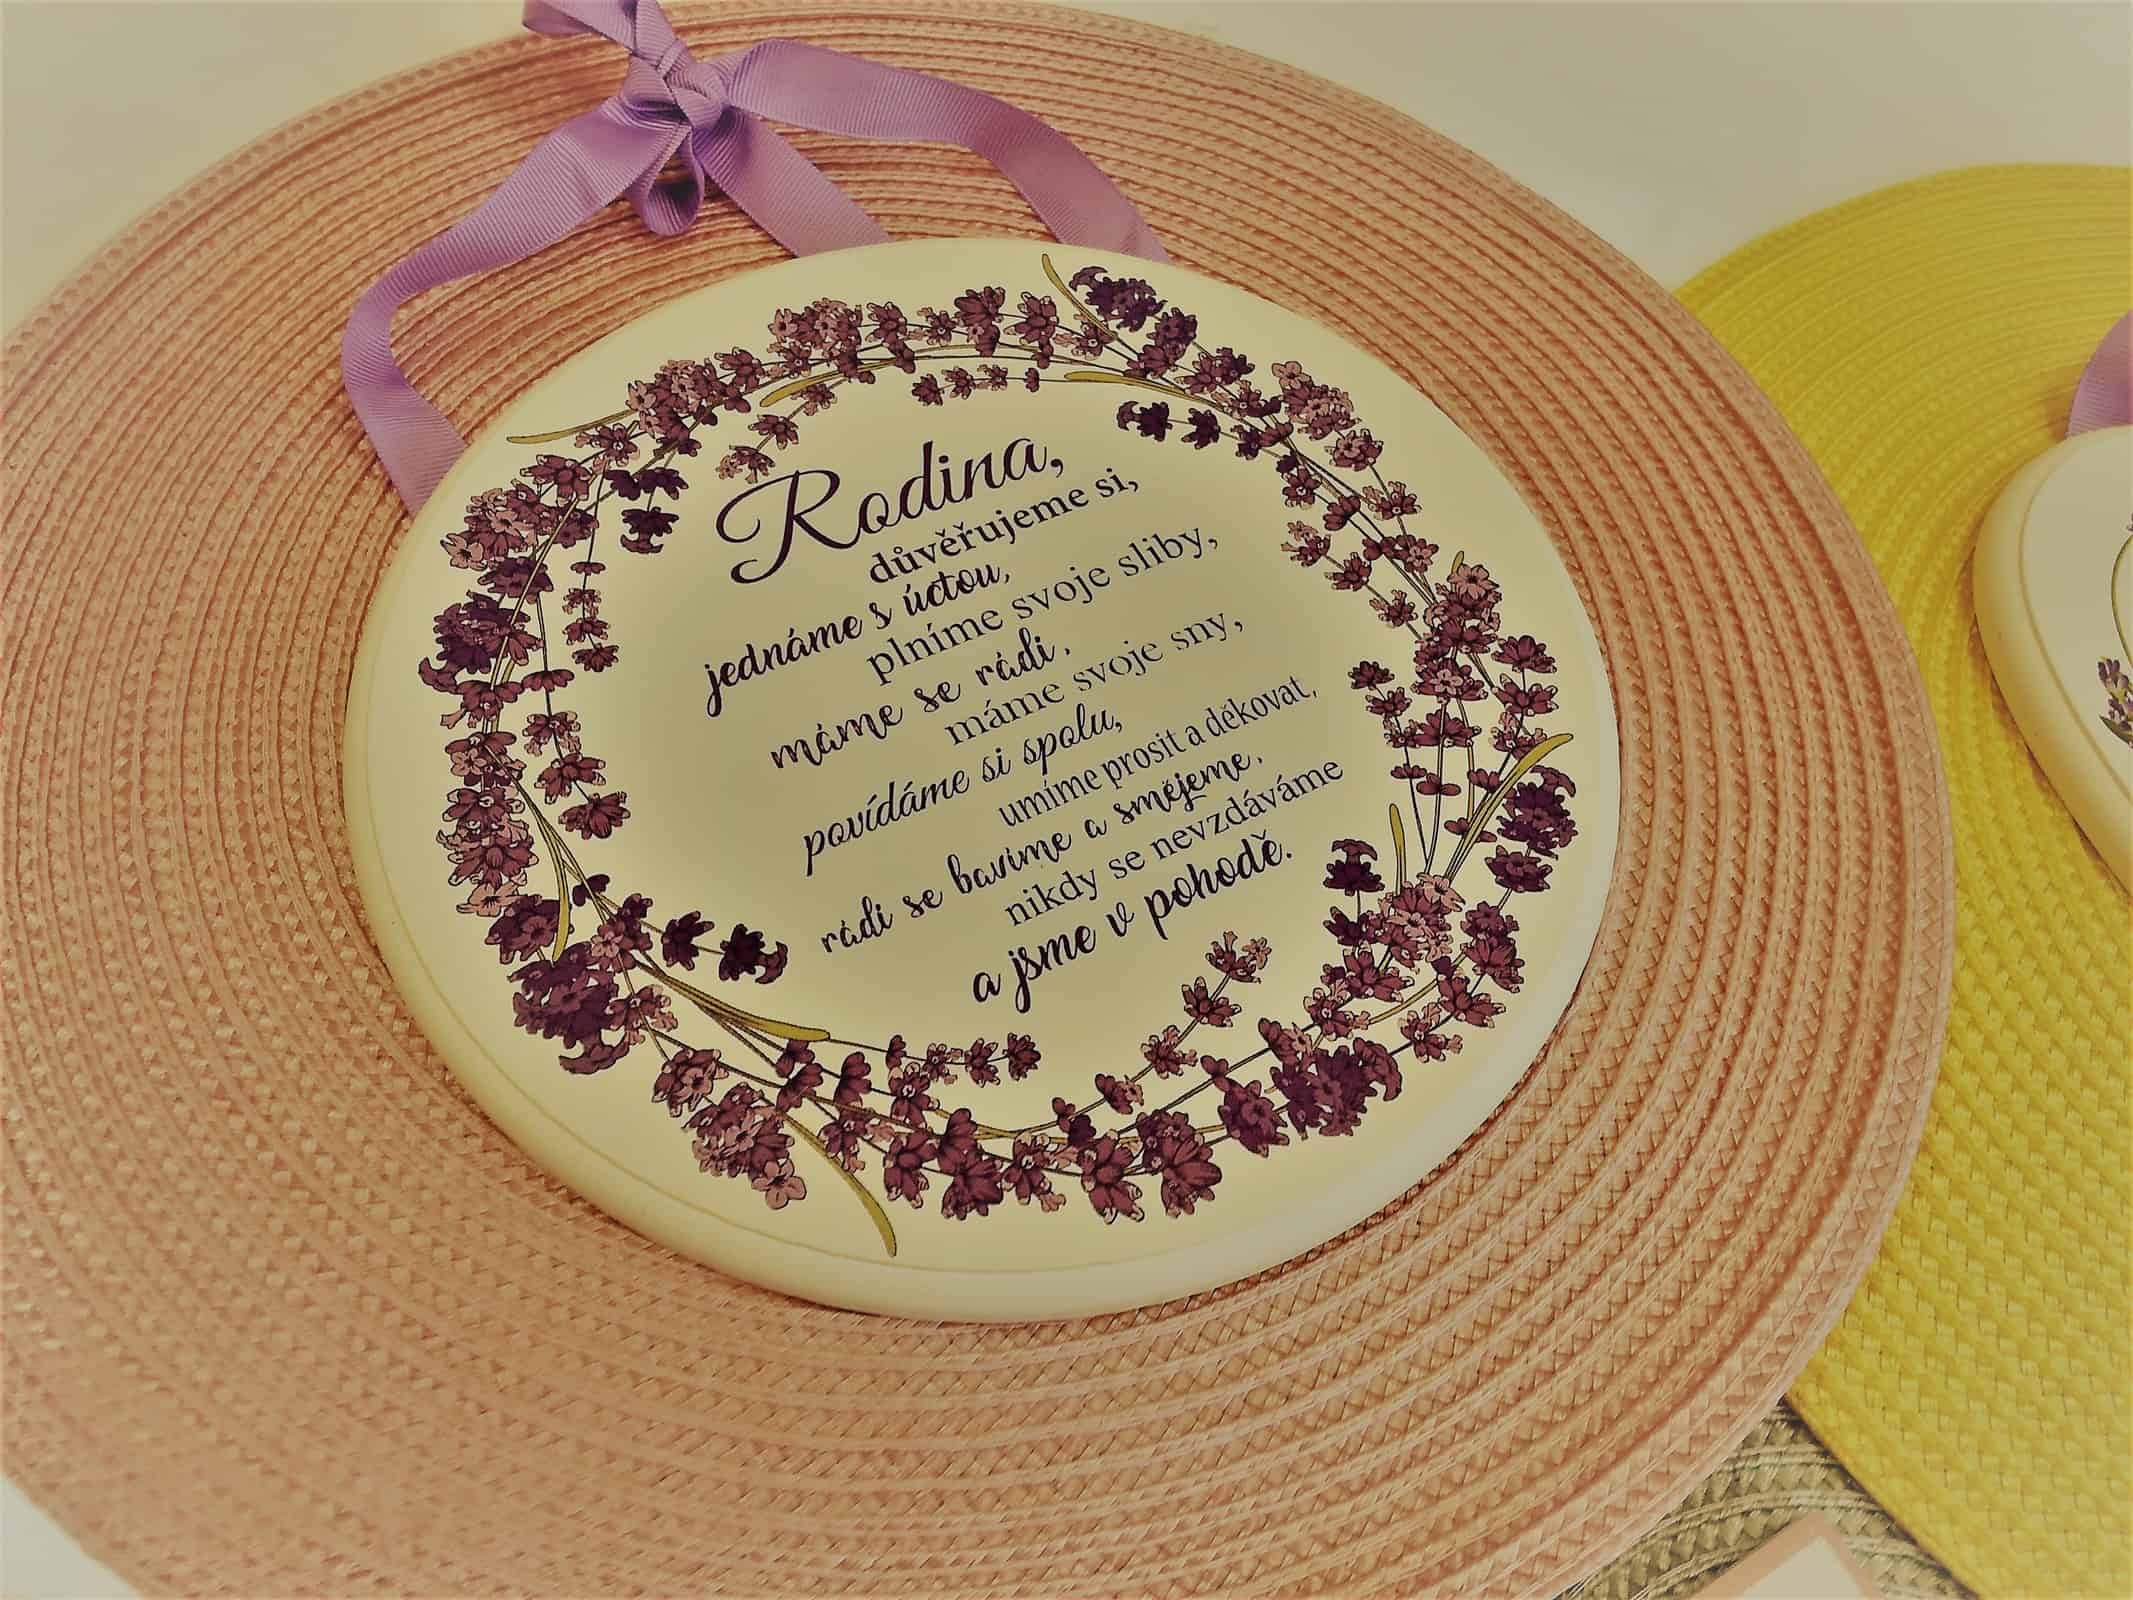 Rodina,
důvěřujeme si,
jednáme s úctou,
plníme svoje sliby,
máme se rádi,
máme svoje sny,
povídáme si spolu,
umíme prosit a děkovat,
rádi se bavíme a smějeme,
nikdy se nevzdáváme
a jsme v pohodě.